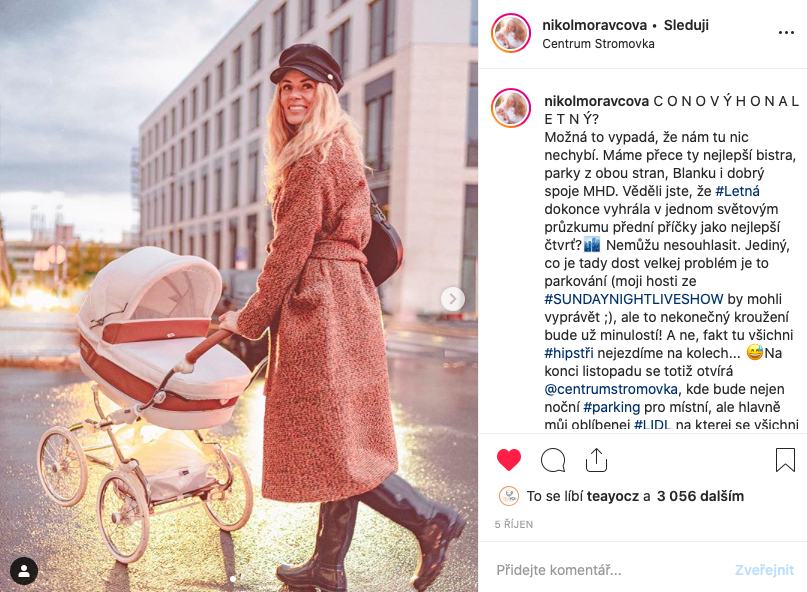 nikolmoravcova • Sleduji
Centrum Stromovka
nikolmoravcova C O N O V Ý H O N A L
E T N Ý?
Možná to vypadá, že nám tu nic
nechybí. Máme přece ty nejlepší bistra,
parky z obou stran, Blanku i dobrý
spoje MHD. Věděli jste, že #Letná
dokonce vyhrála v jednom světovým
průzkumu přední příčky jako nejlepší
čtvrť?🏙️ Nemůžu nesouhlasit. Jediný,
co je tady dost velkej problém je to
parkování (moji hosti ze
#SUNDAYNIGHTLIVESHOW by mohli
vyprávět ;), ale to nekonečný kroužení
bude už minulostí! A ne, fakt tu všichni
#hipstři nejezdíme na kolech... 😅Na
konci listopadu se totiž otvírá
@centrumstromovka, kde bude nejen
noční #parking pro místní, ale hlavně
můj oblíbenej #LIDL na kterej se všichni
To se líbí teayocz a 3 056 dalším
5 ŘÍJEN
Přidejte komentář...
Zveřejnit